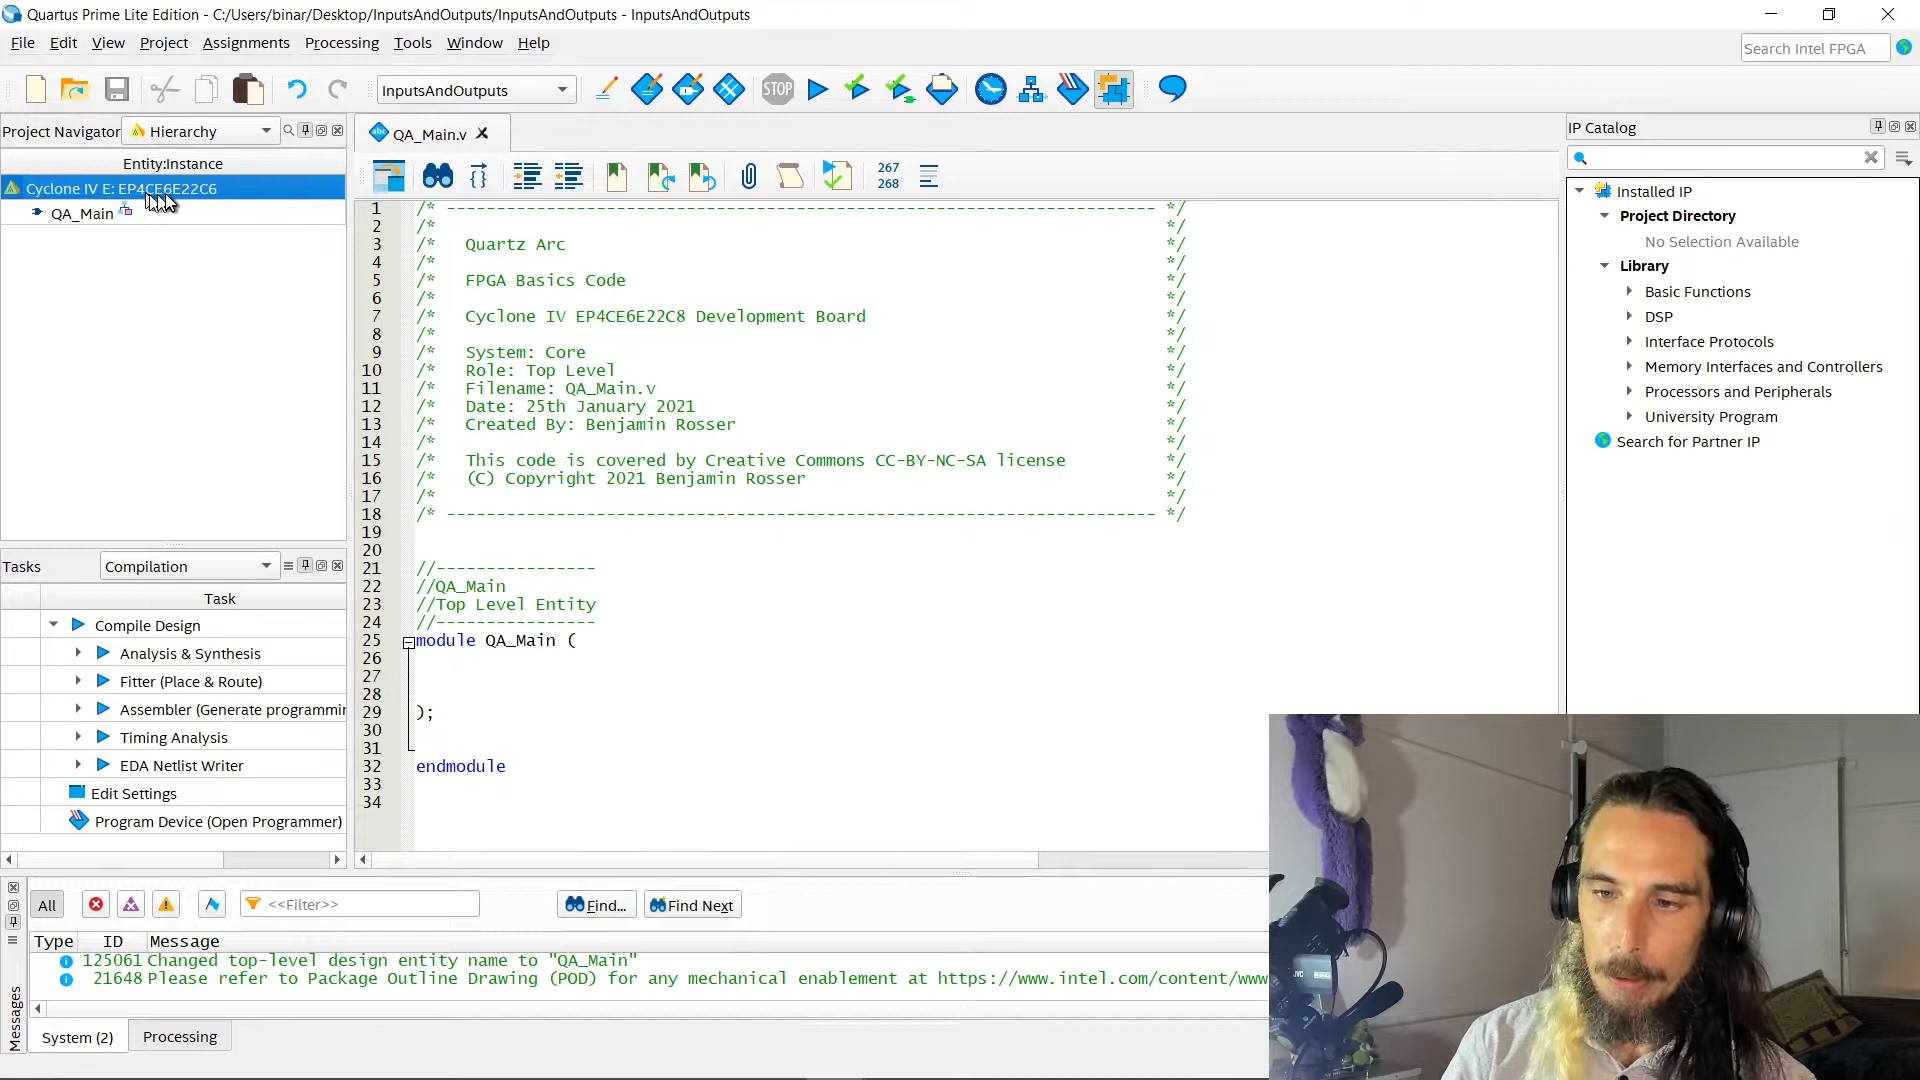 Quartus Prime Lite Edition - C:/Users/binar/Desktop/InputsAndOutputs/InputsAndOutputs - InputsAndOutputs
File Edit View Project Assignments Processing Tools Window Help
Search Intel FPGA
InputsAndOutputs
STOP
Project Navigator Hierarchy
Entity:Instance
Cyclone IV E: EP4CE6E22C6
QA_Main
Tasks Compilation
Task
Compile Design
Analysis & Synthesis
Fitter (Place & Route)
Assembler (Generate programmin
Timing Analysis
EDA Netlist Writer
Edit Settings
Program Device (Open Programmer)
abc QA_Main.v
267
268
1 /* ----------------------------------------------------------------------- */
2 /* */
3 /* Quartz Arc */
4 /* */
5 /* FPGA Basics Code */
6 /* */
7 /* Cyclone IV EP4CE6E22C8 Development Board */
8 /* */
9 /* System: Core */
10 /* Role: Top Level */
11 /* Filename: QA_Main.v */
12 /* Date: 25th January 2021 */
13 /* Created By: Benjamin Rosser */
14 /* */
15 /* This code is covered by Creative Commons CC-BY-NC-SA license */
16 /* (C) Copyright 2021 Benjamin Rosser */
17 /* */
18 /* ----------------------------------------------------------------------- */
19
20
21 //----------------
22 //QA_Main
23 //Top Level Entity
24 //----------------
25 module QA_Main (
26
27
28
29 );
30
31
32 endmodule
33
34
IP Catalog
Installed IP
Project Directory
No Selection Available
Library
Basic Functions
DSP
Interface Protocols
Memory Interfaces and Controllers
Processors and Peripherals
University Program
Search for Partner IP
All <<Filter>> Find... Find Next
Type ID Message
125061 Changed top-level design entity name to "QA_Main"
21648 Please refer to Package Outline Drawing (POD) for any mechanical enablement at https://www.intel.com/content/www
System (2) Processing
Messages
JVC